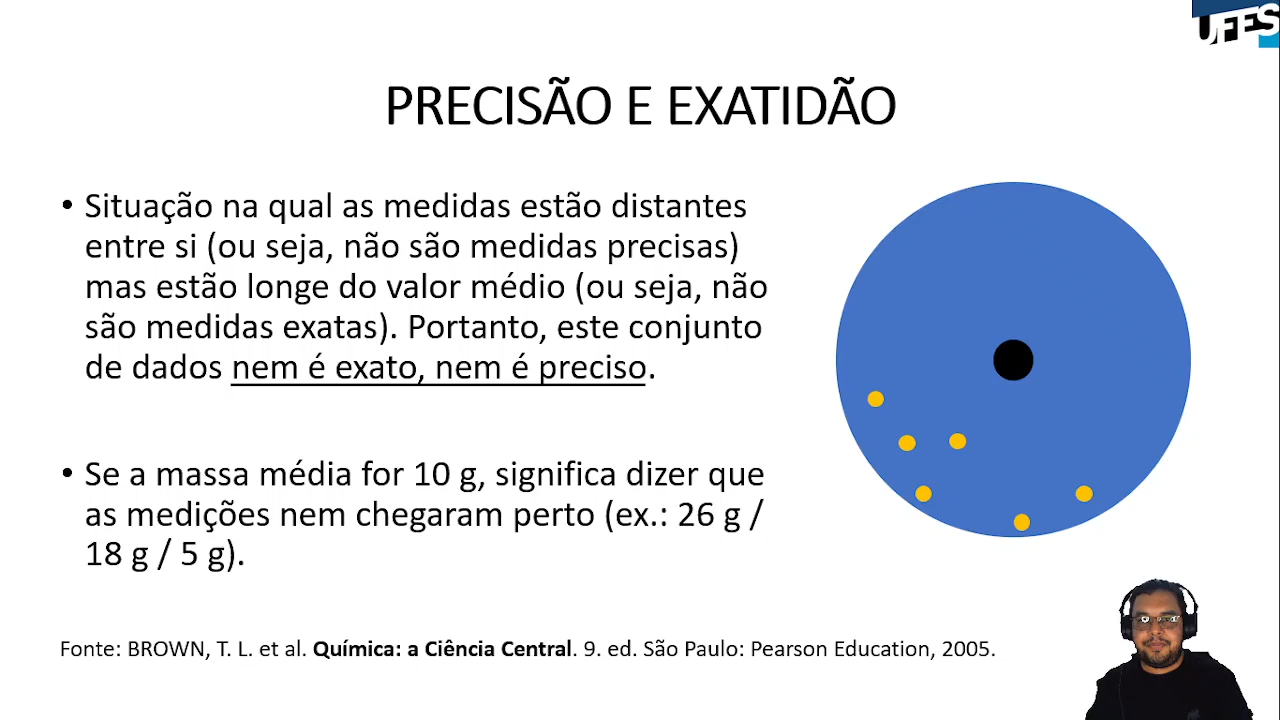 UFES
PRECISÃO E EXATIDÃO
• Situação na qual as medidas estão distantes
entre si (ou seja, não são medidas precisas)
mas estão longe do valor médio (ou seja, não
são medidas exatas). Portanto, este conjunto
de dados nem é exato, nem é preciso.
• Se a massa média for 10 g, significa dizer que
as medições nem chegaram perto (ex.: 26 g /
18 g / 5 g).
Fonte: BROWN, T. L. et al. Química: a Ciência Central. 9. ed. São Paulo: Pearson Education, 2005.